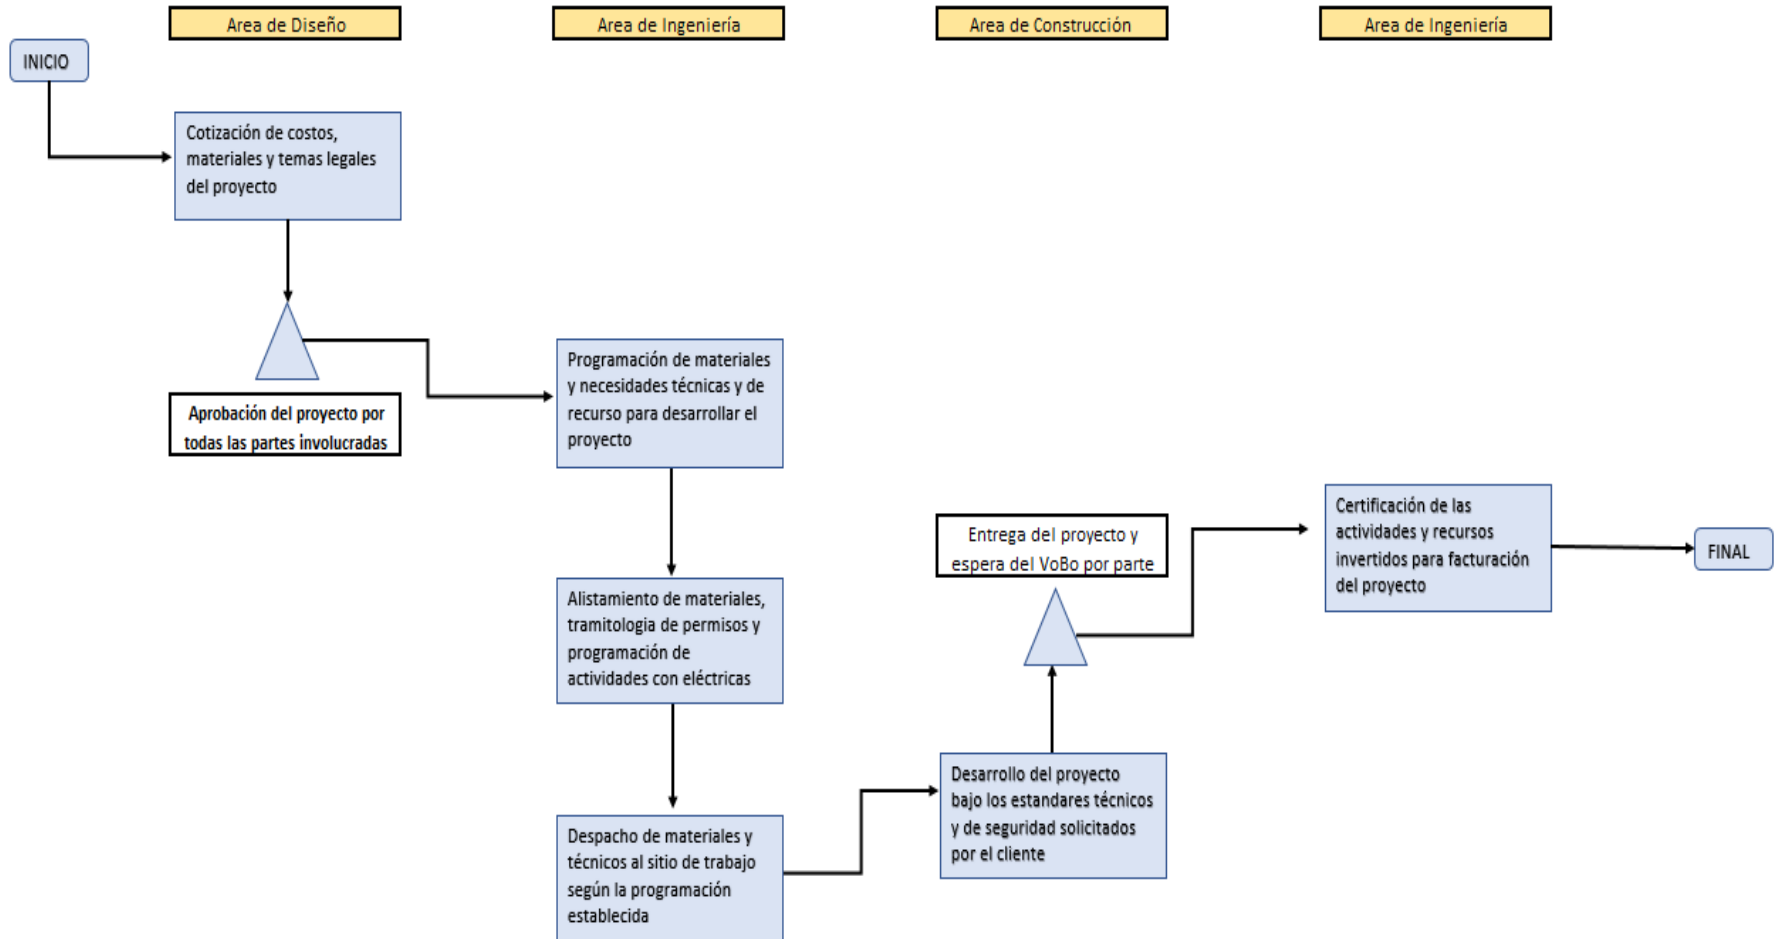 Area de Diseño
Area de Ingeniería
Area de Construcción
Area de Ingeniería
INICIO
Cotización de costos,
materiales y temas legales
del proyecto
Aprobación del proyecto por
todas las partes involucradas
Programación de materiales
y necesidades técnicas y de
recurso para desarrollar el
proyecto
Alistamiento de materiales,
tramitologia de permisos y
programación de
actividades con eléctricas
Despacho de materiales y
técnicos al sitio de trabajo
según la programación
establecida
Entrega del proyecto y
espera del VoBo por parte
Desarrollo del proyecto
bajo los estandares técnicos
y de seguridad solicitados
por el cliente
Certificación de las
actividades y recursos
invertidos para facturación
del proyecto
FINAL